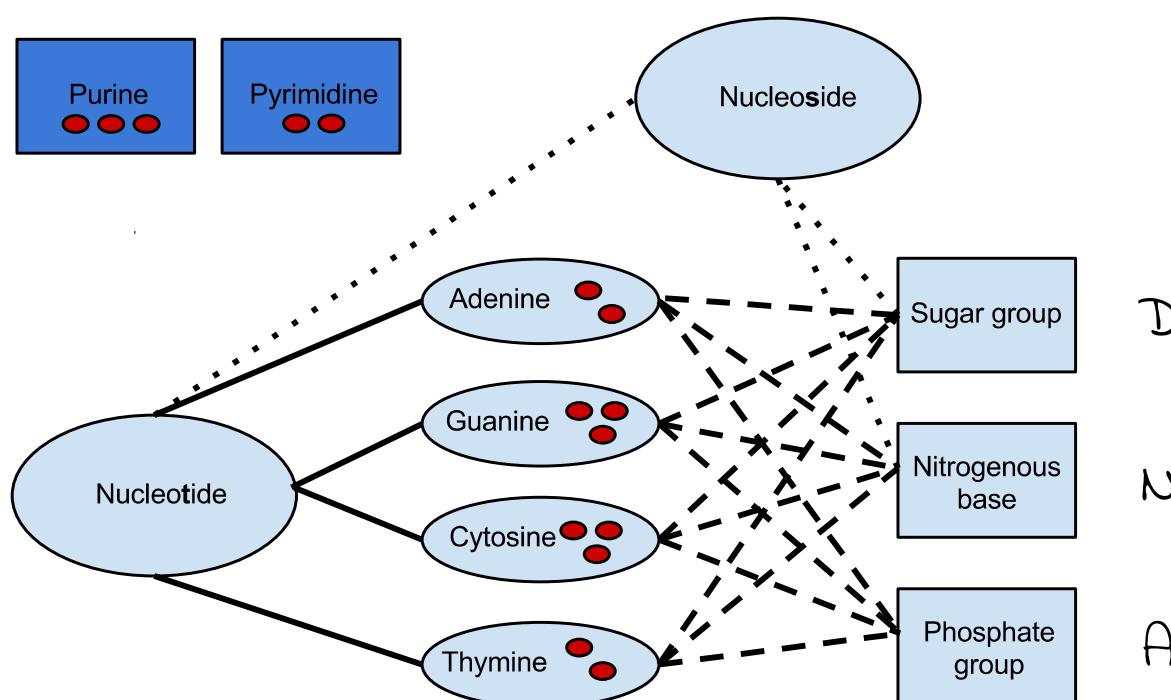 Purine
Pyrimidine
Nucleoside
Adenine
Sugar group
D
Guanine
Nucleotide
Nitrogenous
base
N
Cytosine
Thymine
Phosphate
group
A